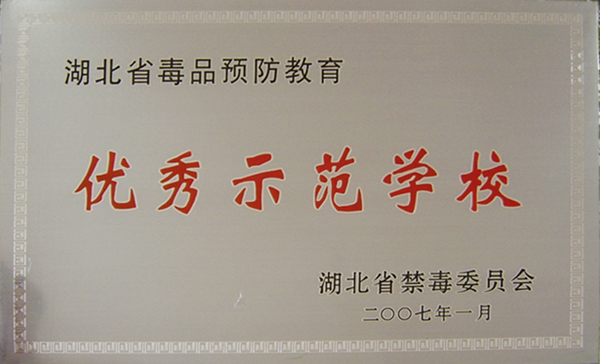 湖北省毒品预防教育
优秀示范学校
湖北省禁毒委员会
二〇〇七年一月